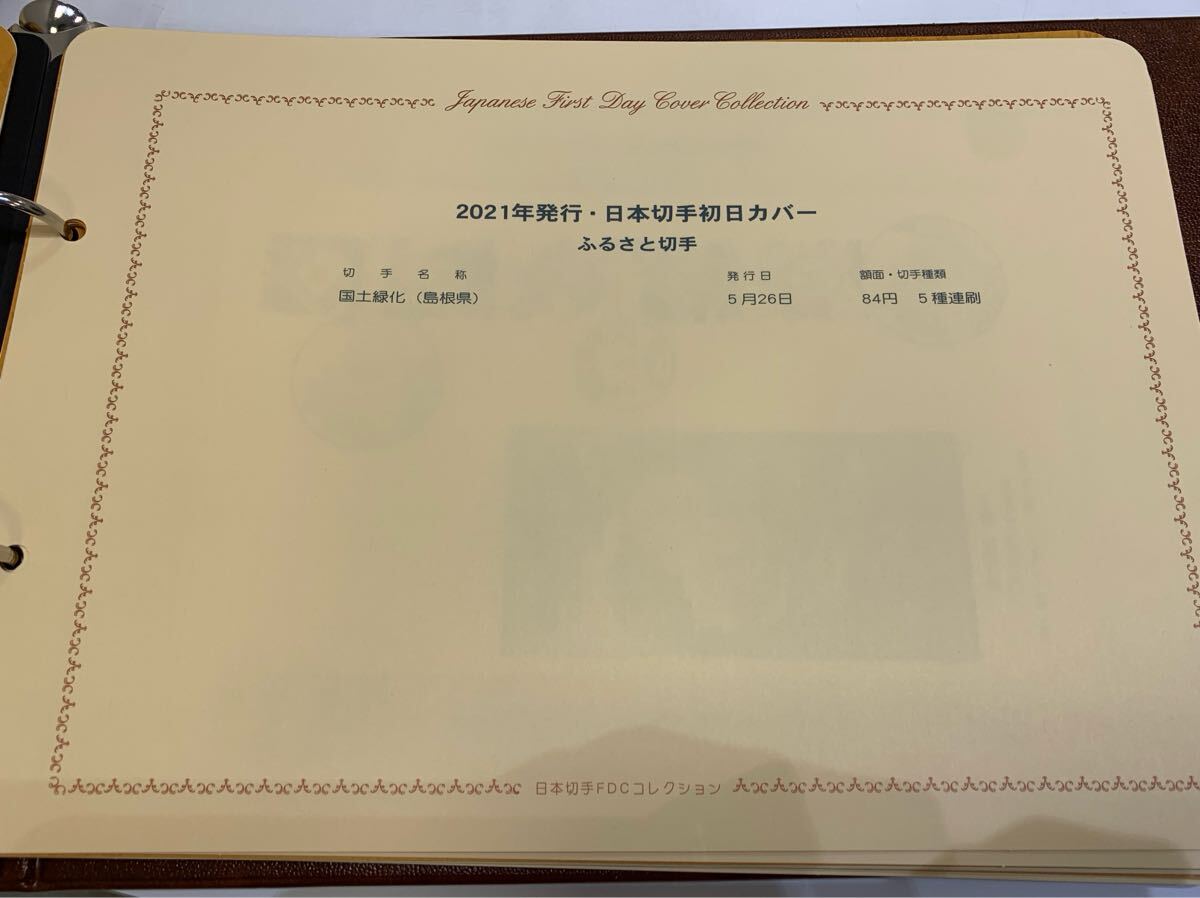 Japanese First Day Cover Collection
2021年発行・日本切手初日カバー
ふるさと切手
切手名称 発行日 額面・切手種類
国土緑化（島根県） 5月26日 84円 5種連刷
日本切手FDCコレクション